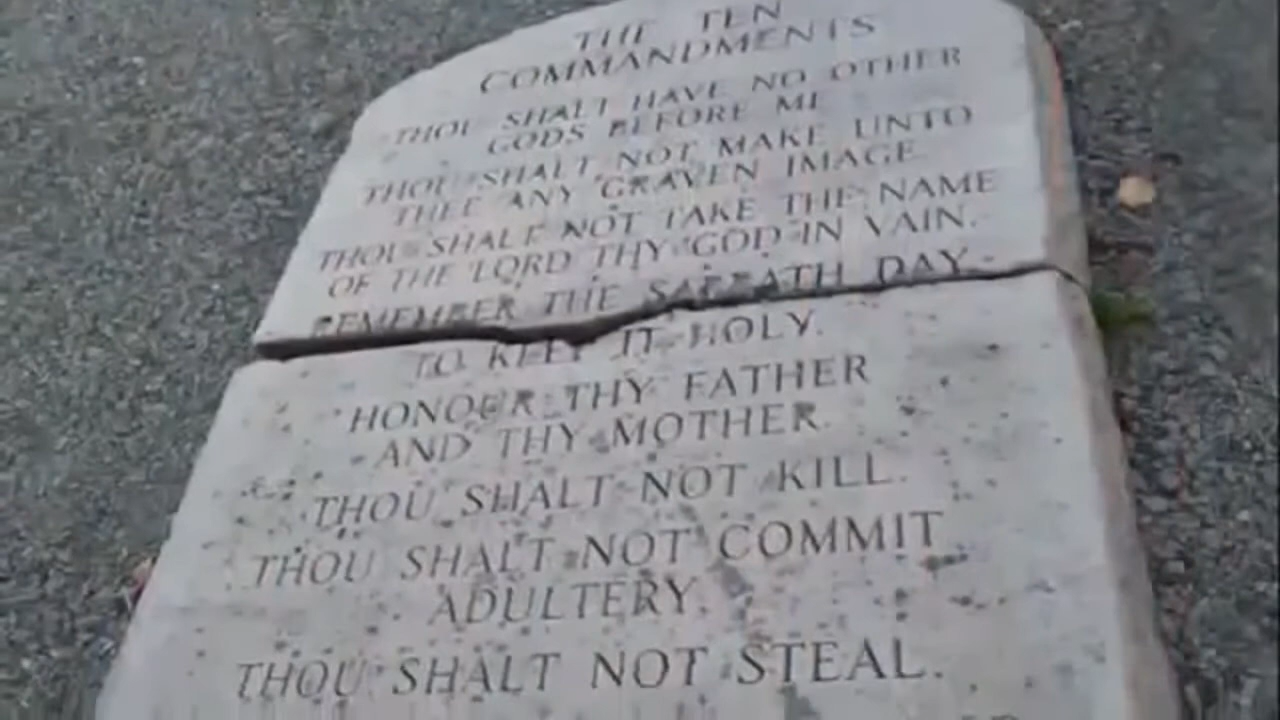 THE TEN
COMMANDMENTS
THOU SHALT HAVE NO OTHER
GODS BEFORE ME
THOU SHALT NOT MAKE UNTO
THEE ANY GRAVEN IMAGE
THOU SHALT NOT TAKE THE NAME
OF THE LORD THY GOD IN VAIN.
REMEMBER THE SABBATH DAY
TO KEEP IT HOLY.
HONOUR THY FATHER
AND THY MOTHER.
THOU SHALT NOT KILL.
THOU SHALT NOT COMMIT
ADULTERY.
THOU SHALT NOT STEAL.